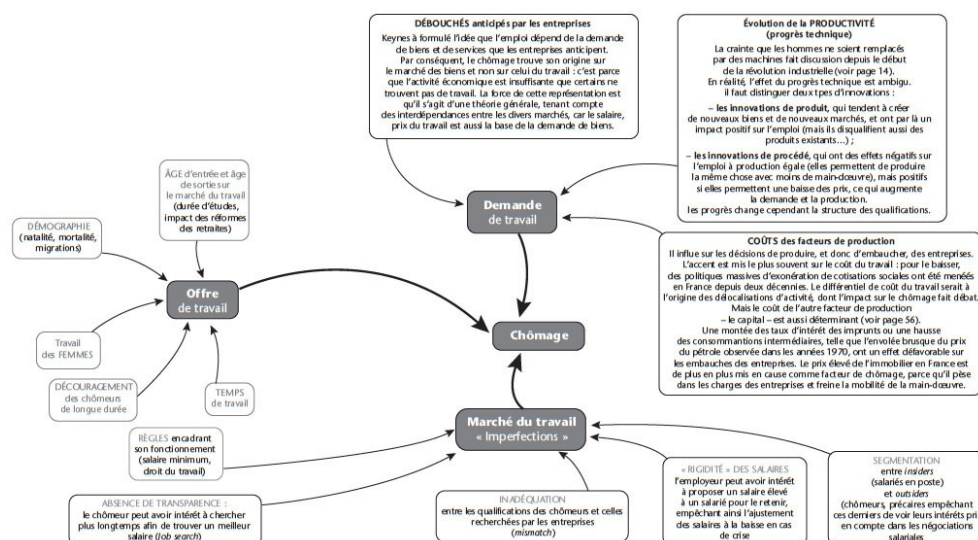 DÉBOUCHÉS anticipés par les entreprises
Keynes à formulé l'idée que l'emploi dépend de la demande
de biens et de services que les entreprises anticipent.
Par conséquent, le chômage trouve son origine sur
le marché des biens et non sur celui du travail : c'est parce
que l'activité économique est insuffisante que certains ne
trouvent pas de travail. La force de cette représentation est
qu'il s'agit d'une théorie générale, tenant compte
des interdépendances entre les divers marchés, car le salaire,
prix du travail est aussi la base de la demande de biens.
Évolution de la PRODUCTIVITÉ
(progrès technique)
La crainte que les hommes ne soient remplacés
par des machines fait discussion depuis le début
de la révolution industrielle (voir page 14).
En réalité, l'effet du progrès technique est ambigu.
il faut distinguer deux tpes d'innovations :
– les innovations de produit, qui tendent à créer
de nouveaux biens et de nouveaux marchés, et ont par là un
impact positif sur l'emploi (mais ils disqualifient aussi des
produits existants...) ;
– les innovations de procédé, qui ont des effets négatifs sur
l'emploi à production égale (elles permettent de produire
la même chose avec moins de main-dœuvre), mais positifs
si elles permettent une baisse des prix, ce qui augmente
la demande et la production.
les progrès change cependant la structure des qualifications.
ÂGE d'entrée et âge
de sortie sur
le marché du travail
(durée d'études,
impact des réformes
des retraites)
DÉMOGRAPHIE
(natalité, mortalité,
migrations)
Demande
de travail
COÛTS des facteurs de production
Il influe sur les décisions de produire, et donc d'embaucher, des entreprises.
L'accent est mis le plus souvent sur le coût du travail : pour le baisser,
des politiques massives d'exonération de cotisations sociales ont été menéés
en France depuis deux décennies. Le différentiel de coût du travail serait à
l'origine des délocalisations d'activité, dont l'impact sur le chômage fait débat.
Mais le coût de l'autre facteur de production
– le capital – est aussi déterminant (voir page 56).
Une montée des taux d'intérêt des imprunts ou une hausse
des consommantions intermédiaires, telle que l'envolée brusque du prix
du pétrole observée dans les années 1970, ont un effet défavorable sur
les embauches des entreprises. Le prix élevé de l'immobilier en France est
de plus en plus mis en cause comme facteur de chômage, parce qu'il pèse
dans les charges des entreprises et freine la mobilité de la main-dœuvre.
Offre
de travail
Chômage
Travail
des FEMMES
DÉCOURAGEMENT
des chômeurs
de longue durée
TEMPS
de travail
Marché du travail
« Imperfections »
RÈGLES encadrant
son fonctionnement
(salaire minimum,
droit du travail)
ABSENCE DE TRANSPARENCE :
le chômeur peut avoir intérêt à chercher
plus longtemps afin de trouver un meilleur
salaire (Job search)
INADÉQUATION
entre les qualifications des chômeurs et celles
recherchées par les entreprises
(mismatch)
« RIGIDITÉ » DES SALAIRES
l'employeur peut avoir intérêt
à proposer un salaire élevé
à un salarié pour le retenir,
empêchant ainsi l'ajustement
des salaires à la baisse en cas
de crise
SEGMENTATION
entre insiders
(salariés en poste)
et outsiders
(chômeurs, précaires empêchant
ces derniers de voir leurs intérêts pris
en compte dans les négociations
salariales